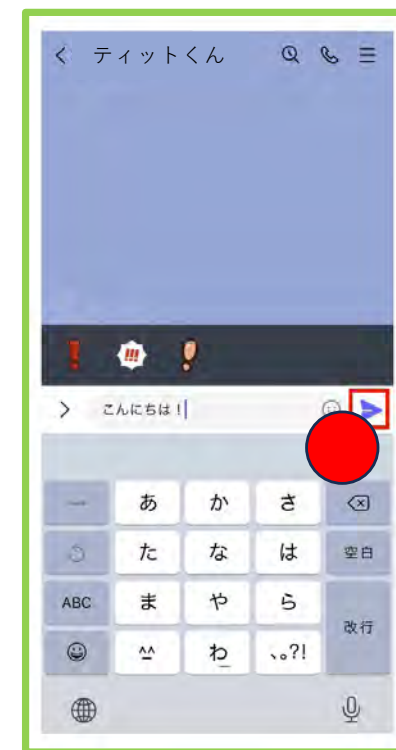 ティットくん
こんにちは！
あ か さ
た な は 空白
ABC ま や ら
改行
^^ わ 、。?!